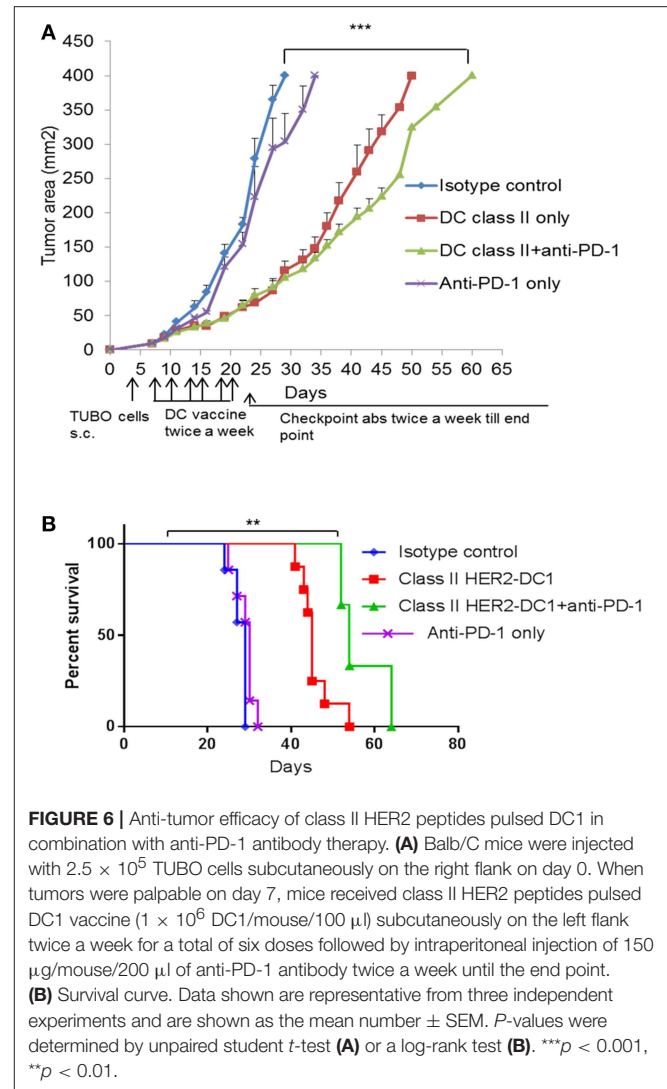 A
***
450
400
350
300
250
200
150
100
50
0
Tumor area (mm2)
Isotype control
DC class II only
DC class II+anti-PD-1
Anti-PD-1 only
0 5 10 15 20 25 30 35 40 45 50 55 60 65
Days
TUBO cells
s.c.
DC vaccine
twice a week
Checkpoint abs twice a week till end
point
B
**
100
50
0
Percent survival
Isotype control
Class II HER2-DC1
Class II HER2-DC1+anti-PD-1
Anti-PD-1 only
0 20 40 60 80
Days
FIGURE 6 | Anti-tumor efficacy of class II HER2 peptides pulsed DC1 in
combination with anti-PD-1 antibody therapy. (A) Balb/C mice were injected
with 2.5 × 10⁵ TUBO cells subcutaneously on the right flank on day 0. When
tumors were palpable on day 7, mice received class II HER2 peptides pulsed
DC1 vaccine (1 × 10⁶ DC1/mouse/100 μl) subcutaneously on the left flank
twice a week for a total of six doses followed by intraperitoneal injection of 150
μg/mouse/200 μl of anti-PD-1 antibody twice a week until the end point.
(B) Survival curve. Data shown are representative from three independent
experiments and are shown as the mean number ± SEM. P-values were
determined by unpaired student t-test (A) or a log-rank test (B). ***p < 0.001,
**p < 0.01.